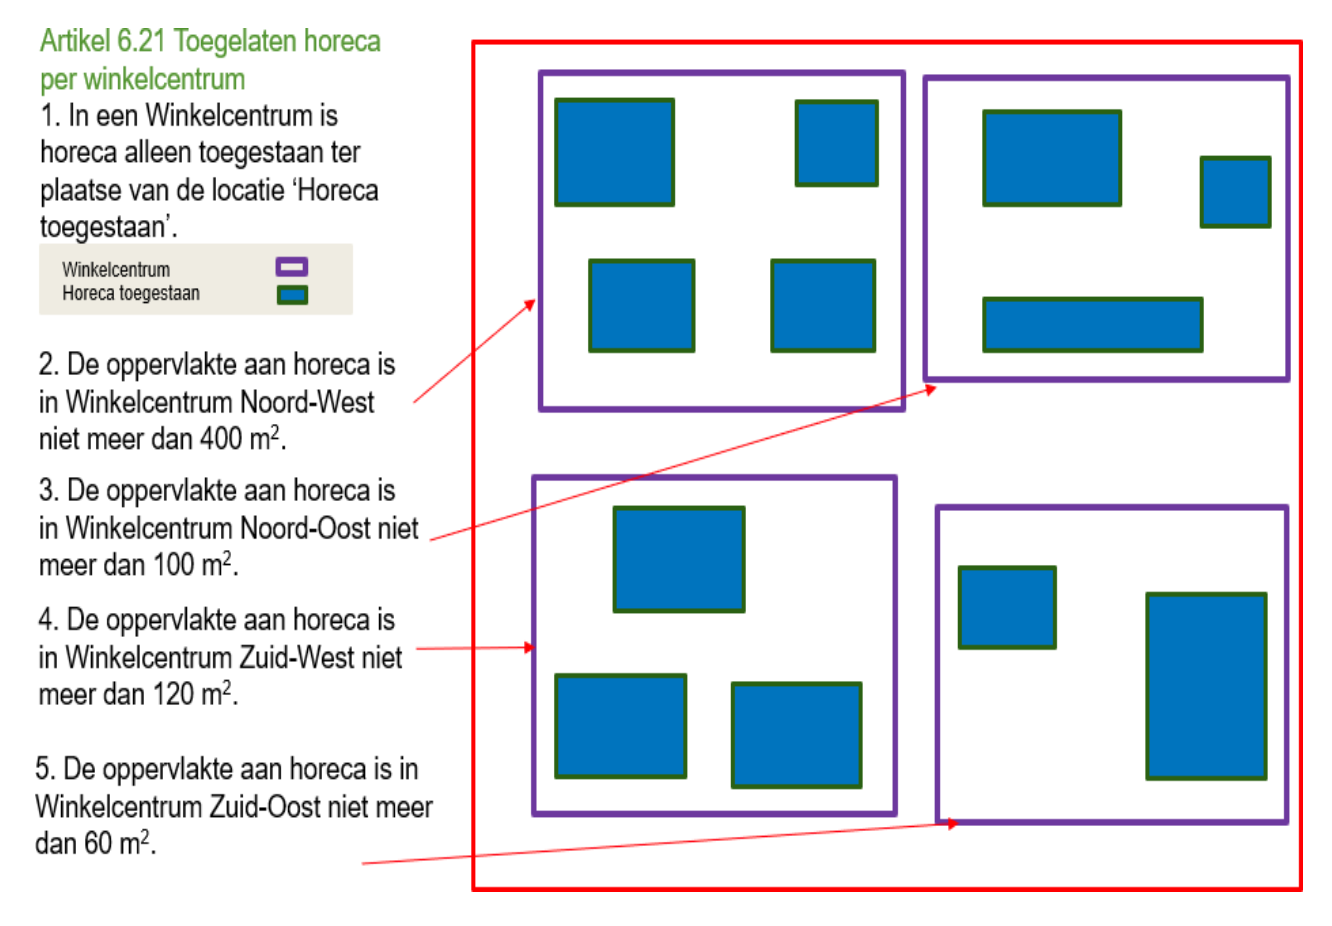 Artikel 6.21 Toegelaten horeca
per winkelcentrum
1. In een Winkelcentrum is
horeca alleen toegestaan ter
plaatse van de locatie ‘Horeca
toegestaan’.
Winkelcentrum
Horeca toegestaan
2. De oppervlakte aan horeca is
in Winkelcentrum Noord-West
niet meer dan 400 m².
3. De oppervlakte aan horeca is
in Winkelcentrum Noord-Oost niet
meer dan 100 m².
4. De oppervlakte aan horeca is
in Winkelcentrum Zuid-West niet
meer dan 120 m².
5. De oppervlakte aan horeca is in
Winkelcentrum Zuid-Oost niet meer
dan 60 m².